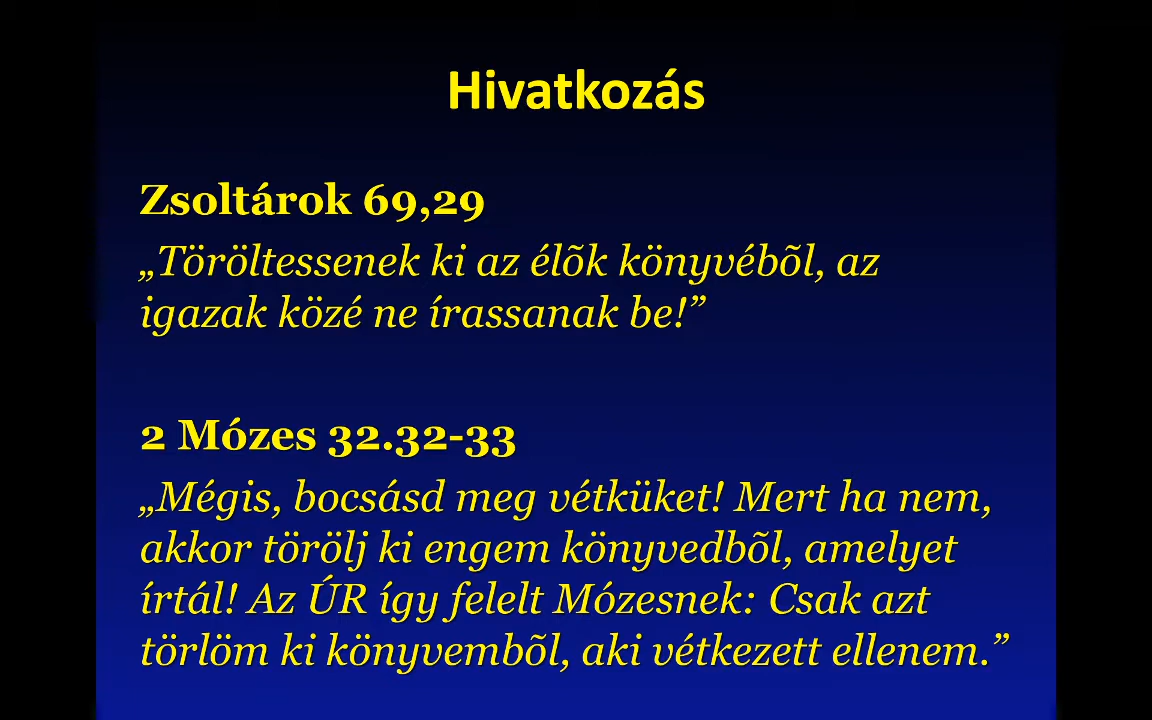 Hivatkozás
Zsoltárok 69,29
„Töröltessenek ki az élõk könyvébõl, az
igazak közé ne írassanak be!”
2 Mózes 32.32-33
„Mégis, bocsásd meg vétküket! Mert ha nem,
akkor törölj ki engem könyvedbõl, amelyet
írtál! Az ÚR így felelt Mózesnek: Csak azt
törlöm ki könyvembõl, aki vétkezett ellenem.”